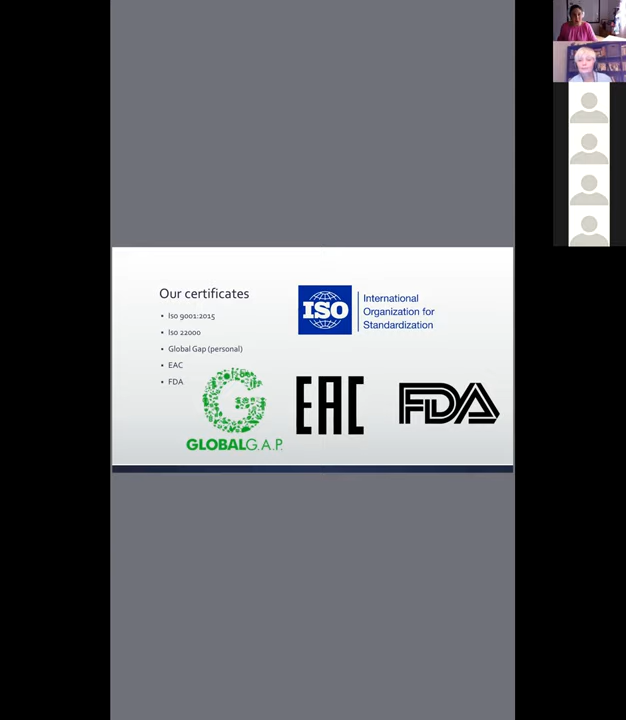 Our certificates
• Iso 9001:2015
• Iso 22000
• Global Gap (personal)
• EAC
• FDA
ISO
International
Organization for
Standardization
GLOBALG.A.P.
EAC
FDA